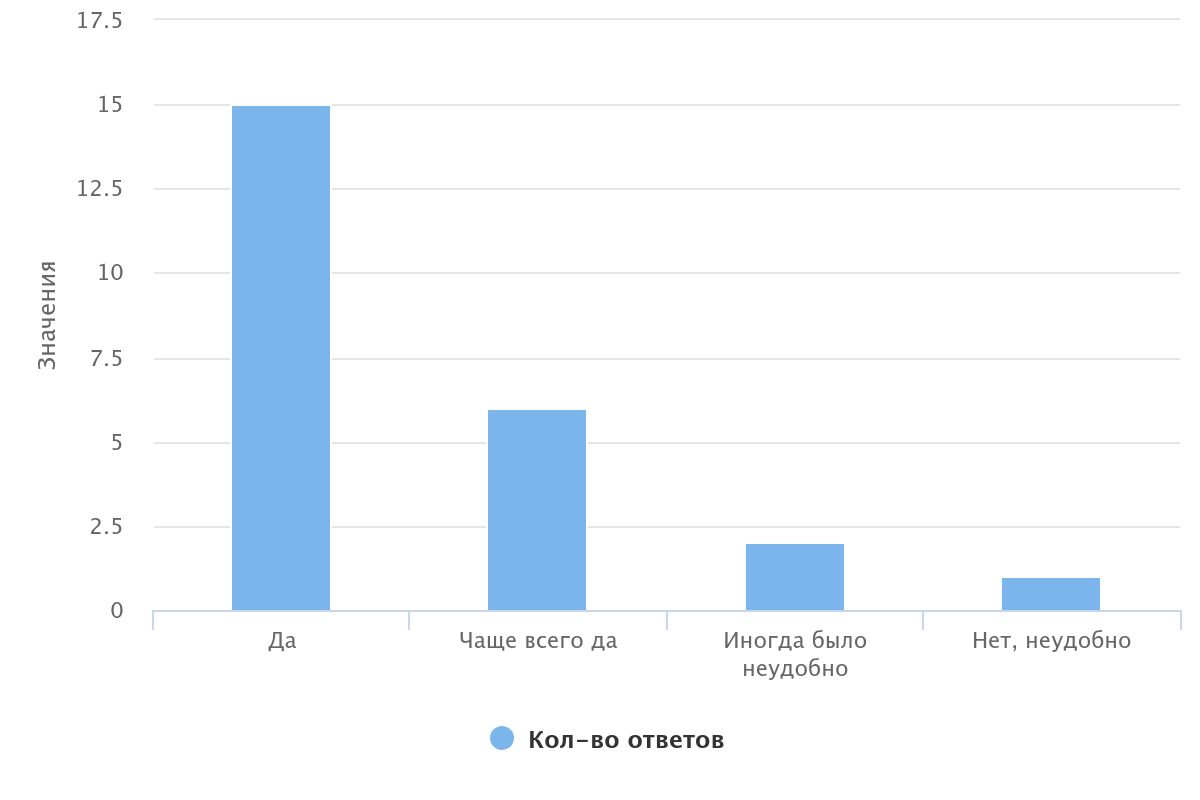 17.5
15
12.5
10
7.5
5
2.5
0
Значения
Да
Чаще всего да
Иногда было
неудобно
Нет, неудобно
Кол-во ответов